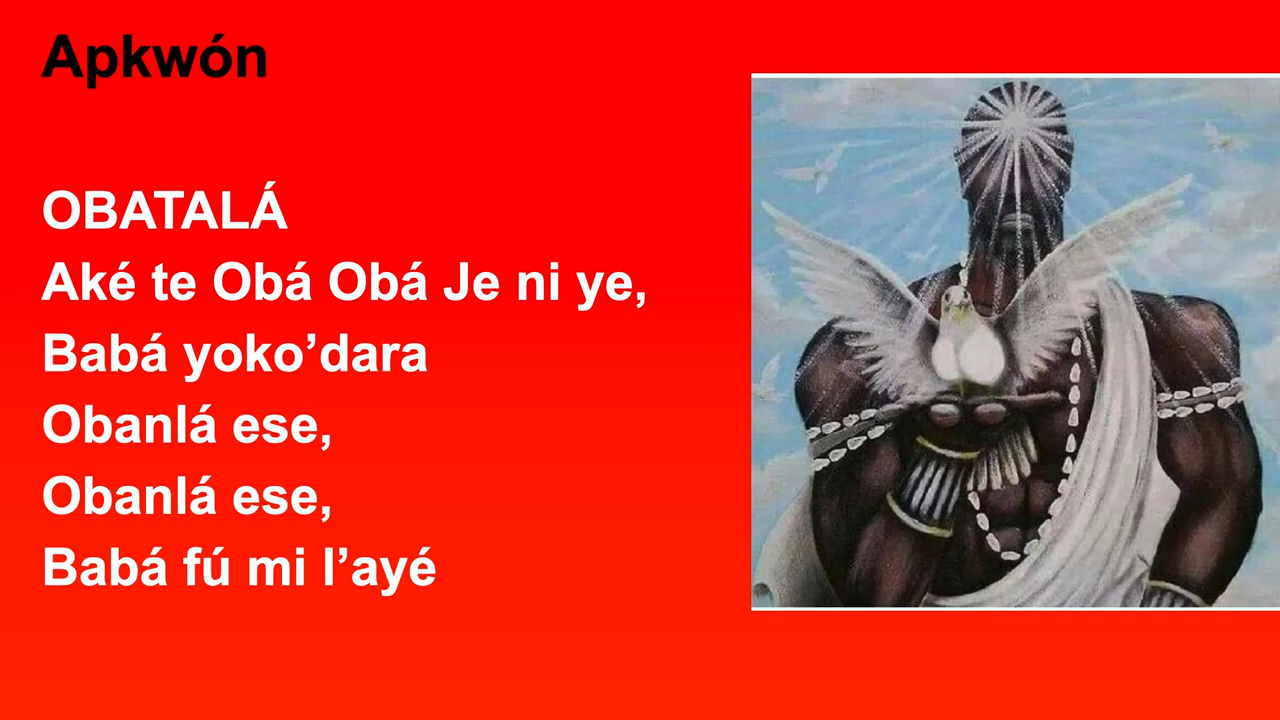 Apkwón
OBATALÁ
Aké te Obá Obá Je ni ye,
Babá yoko’dara
Obanlá ese,
Obanlá ese,
Babá fú mi l’ayé